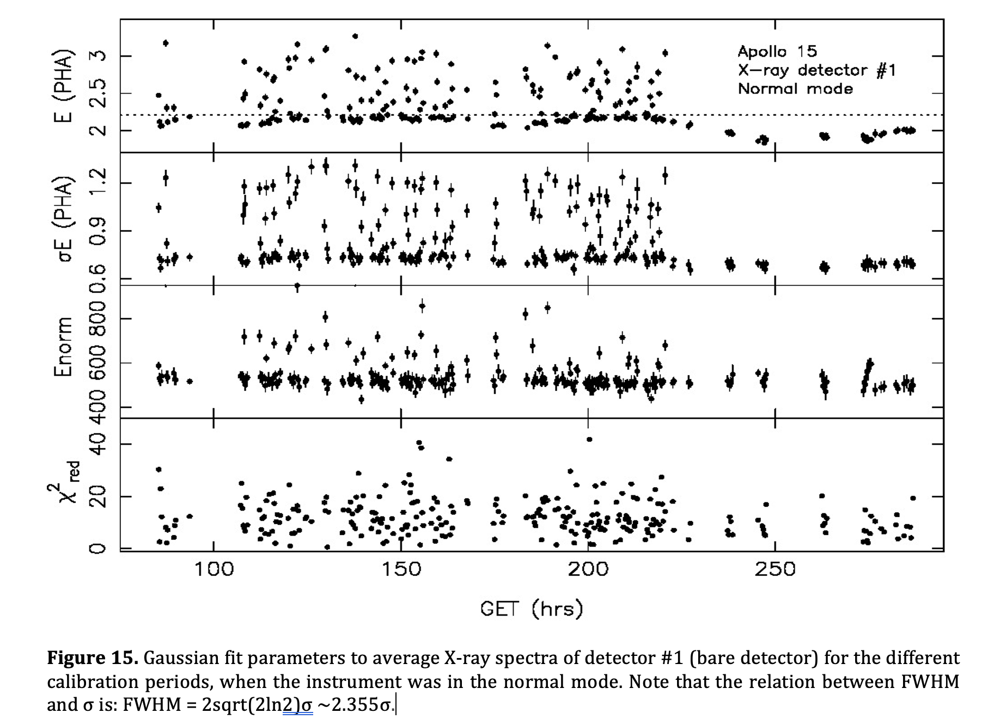 E (PHA)
2 2.5 3
Apollo 15
X-ray detector #1
Normal mode
σE (PHA)
0.6 0.9 1.2
Enorm
400 600 800
χ²red
0 20 40
100 150 200 250
GET (hrs)
Figure 15. Gaussian fit parameters to average X-ray spectra of detector #1 (bare detector) for the different
calibration periods, when the instrument was in the normal mode. Note that the relation between FWHM
and σ is: FWHM = 2sqrt(2ln2)σ ~2.355σ.